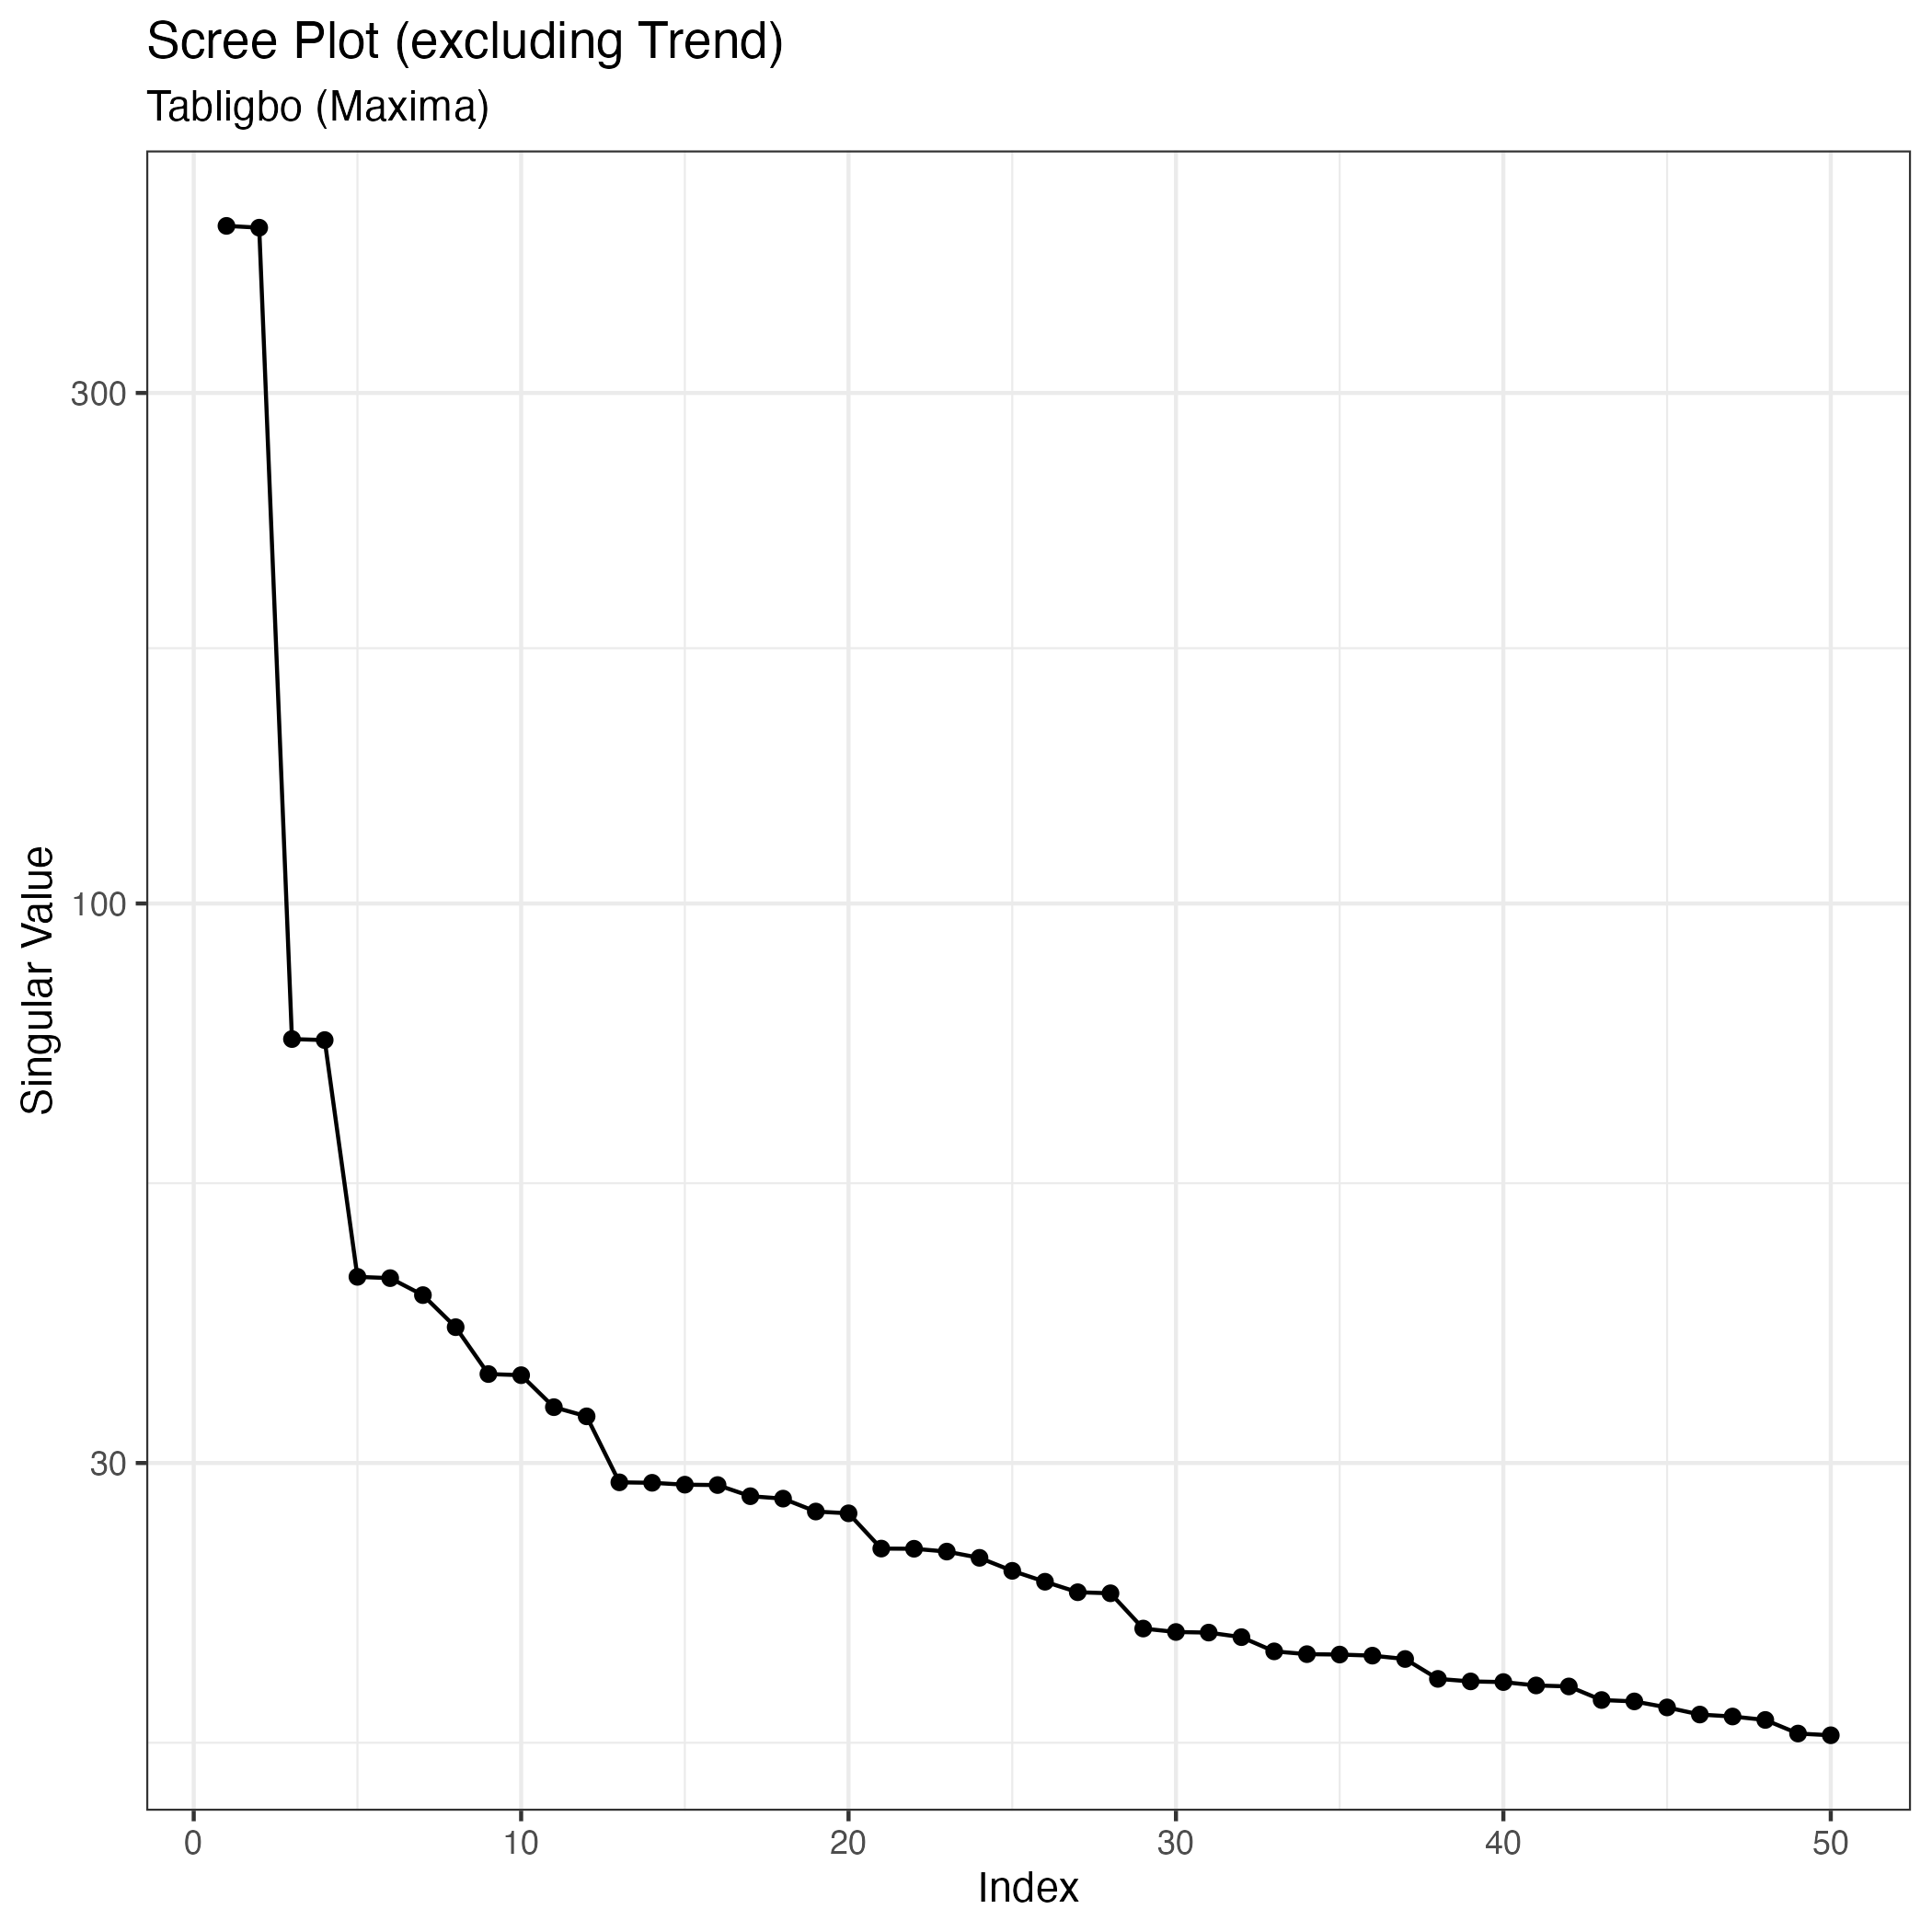 Scree Plot (excluding Trend)
Tabligbo (Maxima)
Singular Value
300
100
30
0 10 20 30 40 50
Index